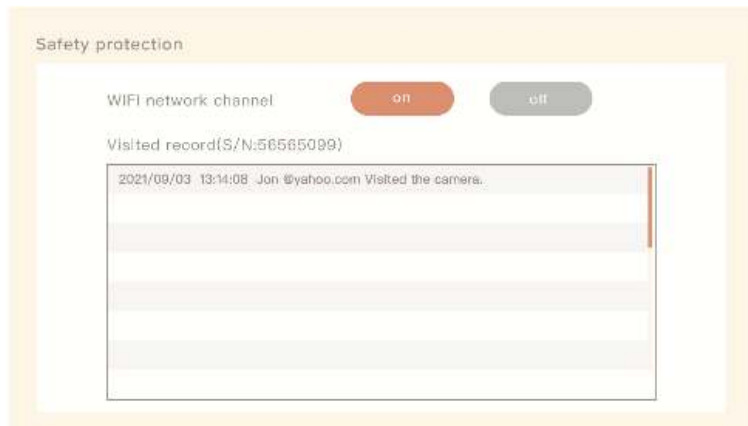 Safety protection
WIFI network channel on off
Visited record(S/N:56565099)
2021/09/03 13:14:08 Jon @yahoo.com Visited the camera.